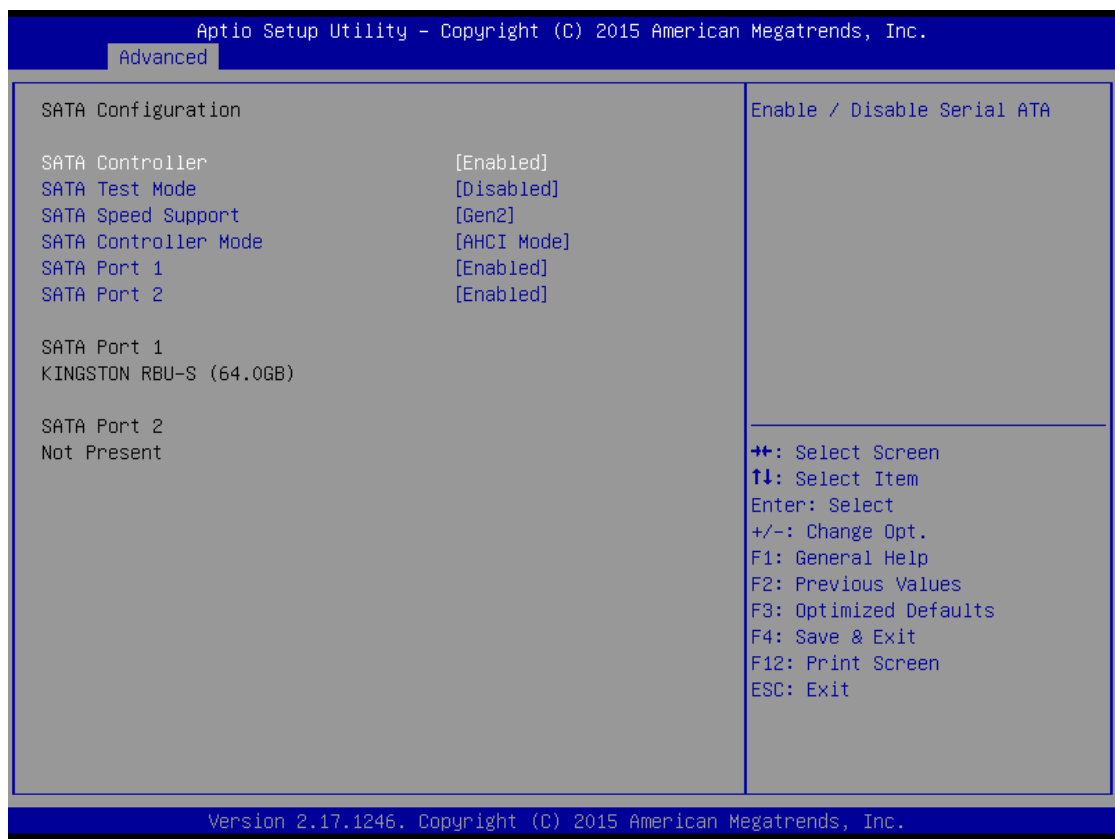 Aptio Setup Utility – Copyright (C) 2015 American Megatrends, Inc.
Advanced
SATA Configuration
SATA Controller [Enabled]
SATA Test Mode [Disabled]
SATA Speed Support [Gen2]
SATA Controller Mode [AHCI Mode]
SATA Port 1 [Enabled]
SATA Port 2 [Enabled]
SATA Port 1
KINGSTON RBU-S (64.0GB)
SATA Port 2
Not Present
Enable / Disable Serial ATA
→←: Select Screen
↑↓: Select Item
Enter: Select
+/-: Change Opt.
F1: General Help
F2: Previous Values
F3: Optimized Defaults
F4: Save & Exit
F12: Print Screen
ESC: Exit
Version 2.17.1246. Copyright (C) 2015 American Megatrends, Inc.